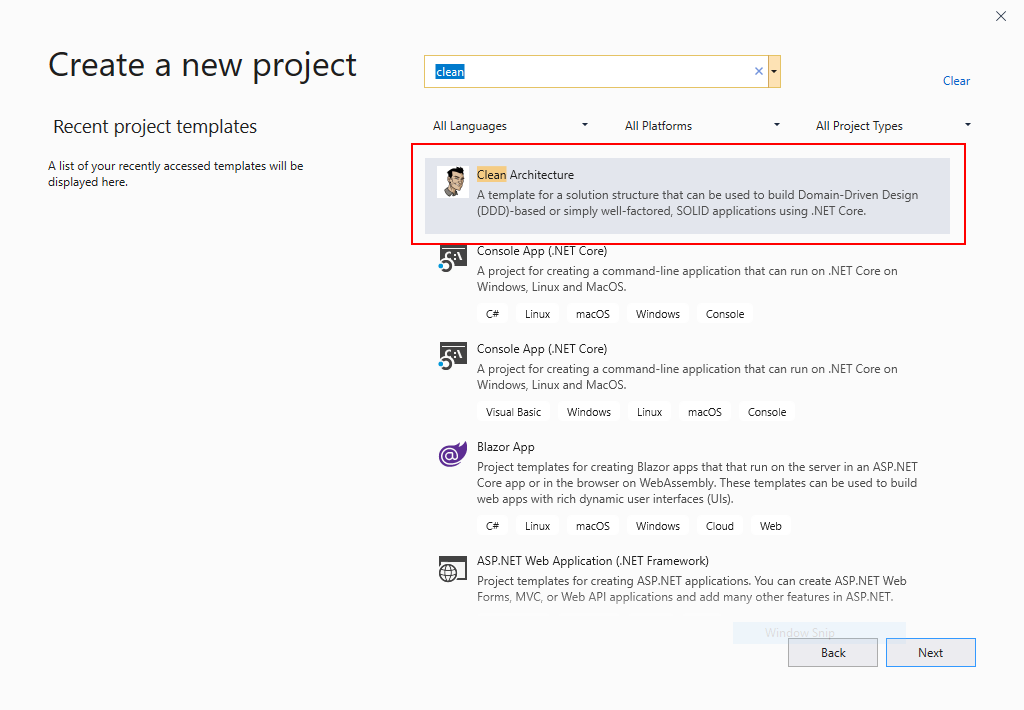 Create a new project
clean
Clear
Recent project templates
All Languages
All Platforms
All Project Types
A list of your recently accessed templates will be
displayed here.
Clean Architecture
A template for a solution structure that can be used to build Domain-Driven Design
(DDD)-based or simply well-factored, SOLID applications using .NET Core.
Console App (.NET Core)
A project for creating a command-line application that can run on .NET Core on
Windows, Linux and MacOS.
C# Linux macOS Windows Console
Console App (.NET Core)
A project for creating a command-line application that can run on .NET Core on
Windows, Linux and MacOS.
Visual Basic Windows Linux macOS Console
Blazor App
Project templates for creating Blazor apps that that run on the server in an ASP.NET
Core app or in the browser on WebAssembly. These templates can be used to build
web apps with rich dynamic user interfaces (UIs).
C# Linux macOS Windows Cloud Web
ASP.NET Web Application (.NET Framework)
Project templates for creating ASP.NET applications. You can create ASP.NET Web
Forms, MVC, or Web API applications and add many other features in ASP.NET.
Window Snip
Back
Next